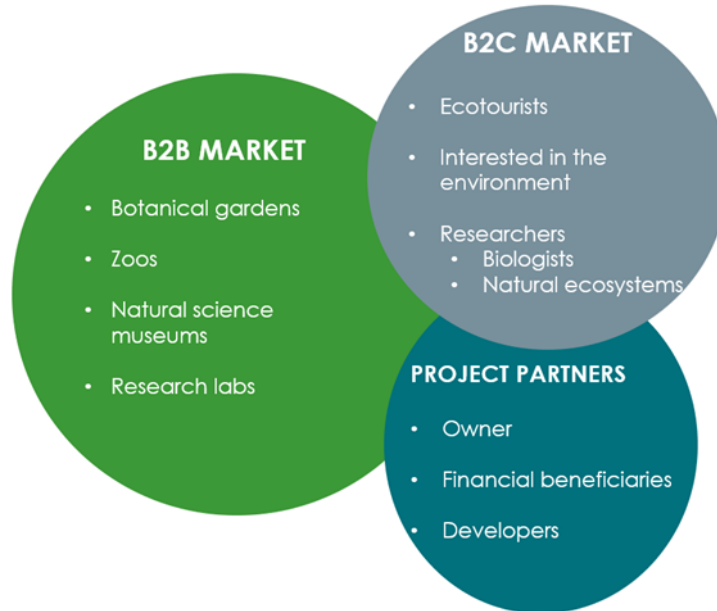 B2C MARKET
• Ecotourists
• Interested in the
environment
• Researchers
• Biologists
• Natural ecosystems
B2B MARKET
• Botanical gardens
• Zoos
• Natural science
museums
• Research labs
PROJECT PARTNERS
• Owner
• Financial beneficiaries
• Developers